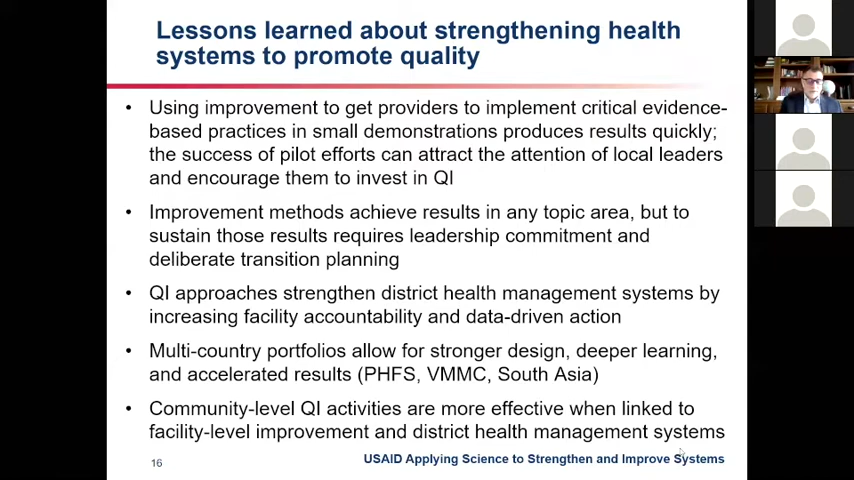 Lessons learned about strengthening health
systems to promote quality
• Using improvement to get providers to implement critical evidence-
based practices in small demonstrations produces results quickly;
the success of pilot efforts can attract the attention of local leaders
and encourage them to invest in QI
• Improvement methods achieve results in any topic area, but to
sustain those results requires leadership commitment and
deliberate transition planning
• QI approaches strengthen district health management systems by
increasing facility accountability and data-driven action
• Multi-country portfolios allow for stronger design, deeper learning,
and accelerated results (PHFS, VMMC, South Asia)
• Community-level QI activities are more effective when linked to
facility-level improvement and district health management systems
16
USAID Applying Science to Strengthen and Improve Systems